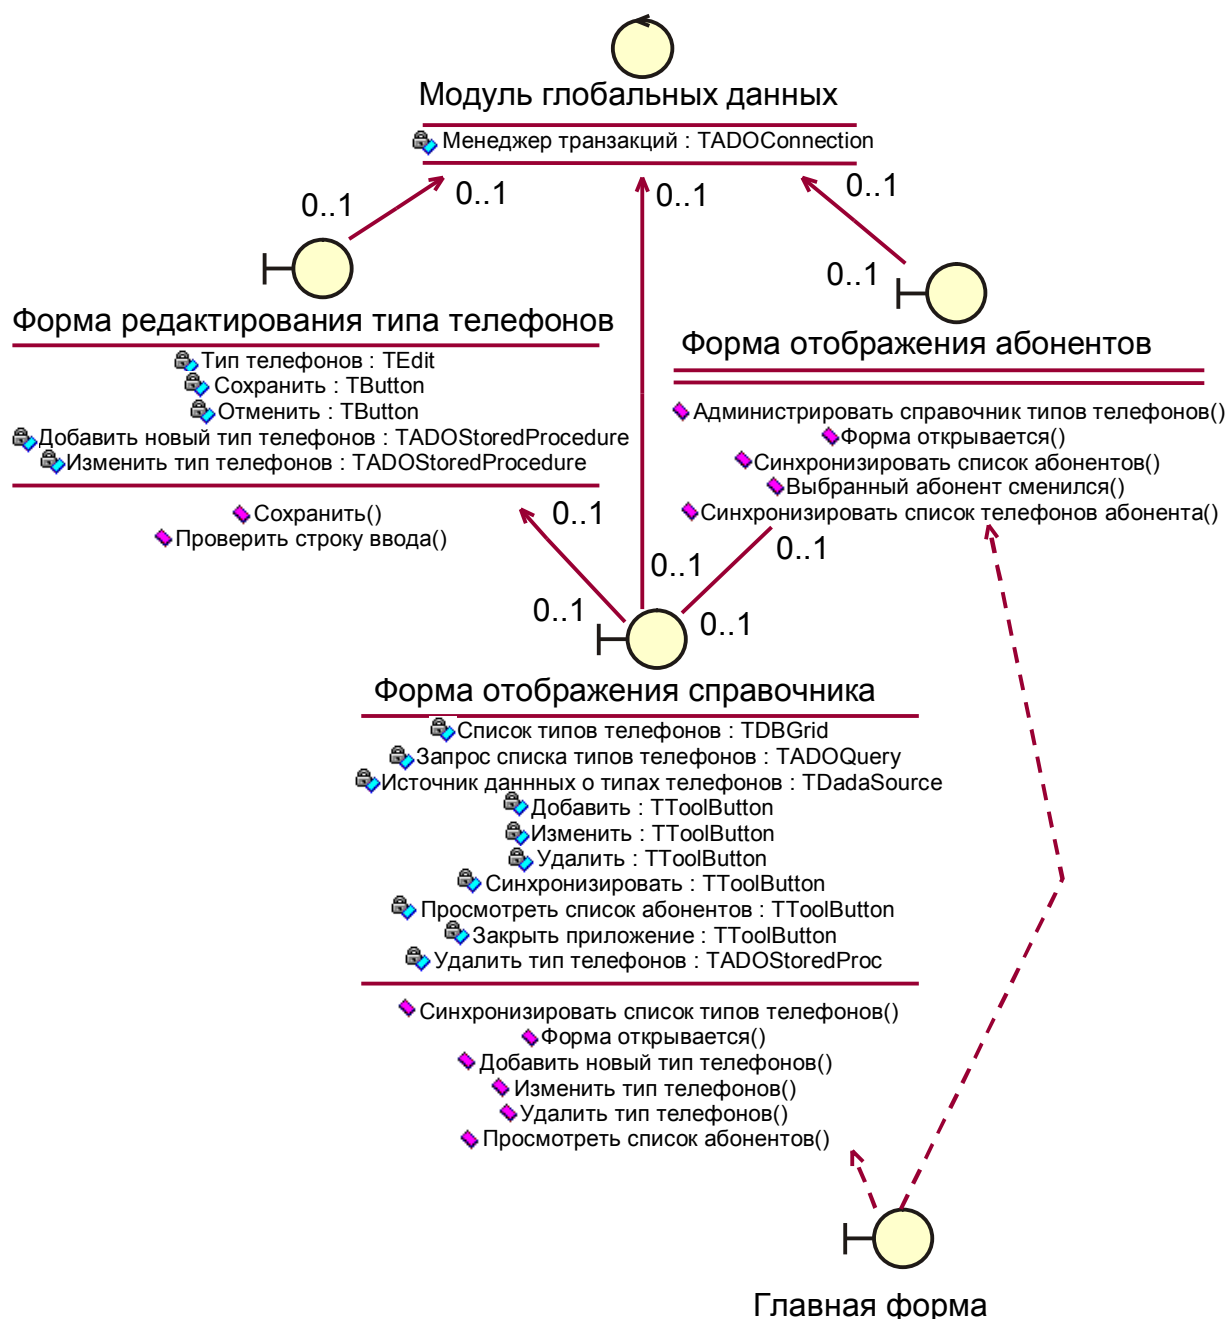 Модуль глобальных данных
Менеджер транзакций : TADOConnection
0..1
0..1
0..1
0..1
0..1
Форма редактирования типа телефонов
Тип телефонов : TEdit
Сохранить : TButton
Отменить : TButton
Добавить новый тип телефонов : TADOStoredProcedure
Изменить тип телефонов : TADOStoredProcedure
Сохранить()
Проверить строку ввода()
Форма отображения абонентов
Администрировать справочник типов телефонов()
Форма открывается()
Синхронизировать список абонентов()
Выбранный абонент сменился()
Синхронизировать список телефонов абонента()
0..1
0..1
0..1
0..1
0..1
Форма отображения справочника
Список типов телефонов : TDBGrid
Запрос списка типов телефонов : TADOQuery
Источник даннных о типах телефонов : TDadaSource
Добавить : TToolButton
Изменить : TToolButton
Удалить : TToolButton
Синхронизировать : TToolButton
Просмотреть список абонентов : TToolButton
Закрыть приложение : TToolButton
Удалить тип телефонов : TADOStoredProc
Синхронизировать список типов телефонов()
Форма открывается()
Добавить новый тип телефонов()
Изменить тип телефонов()
Удалить тип телефонов()
Просмотреть список абонентов()
Главная форма